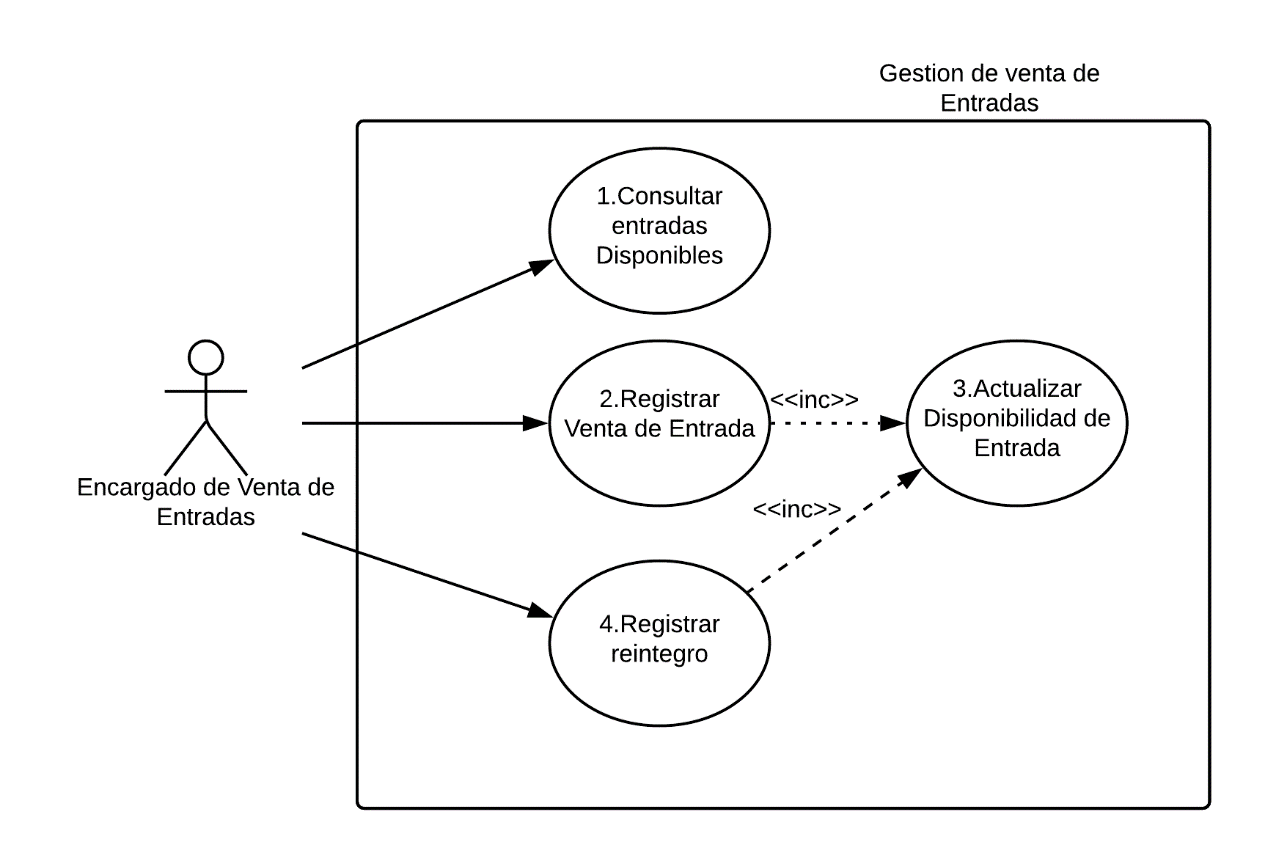 Gestion de venta de
Entradas
1.Consultar
entradas
Disponibles
2.Registrar
Venta de Entrada
<<inc>>
3.Actualizar
Disponibilidad de
Entrada
Encargado de Venta de
Entradas
<<inc>>
4.Registrar
reintegro